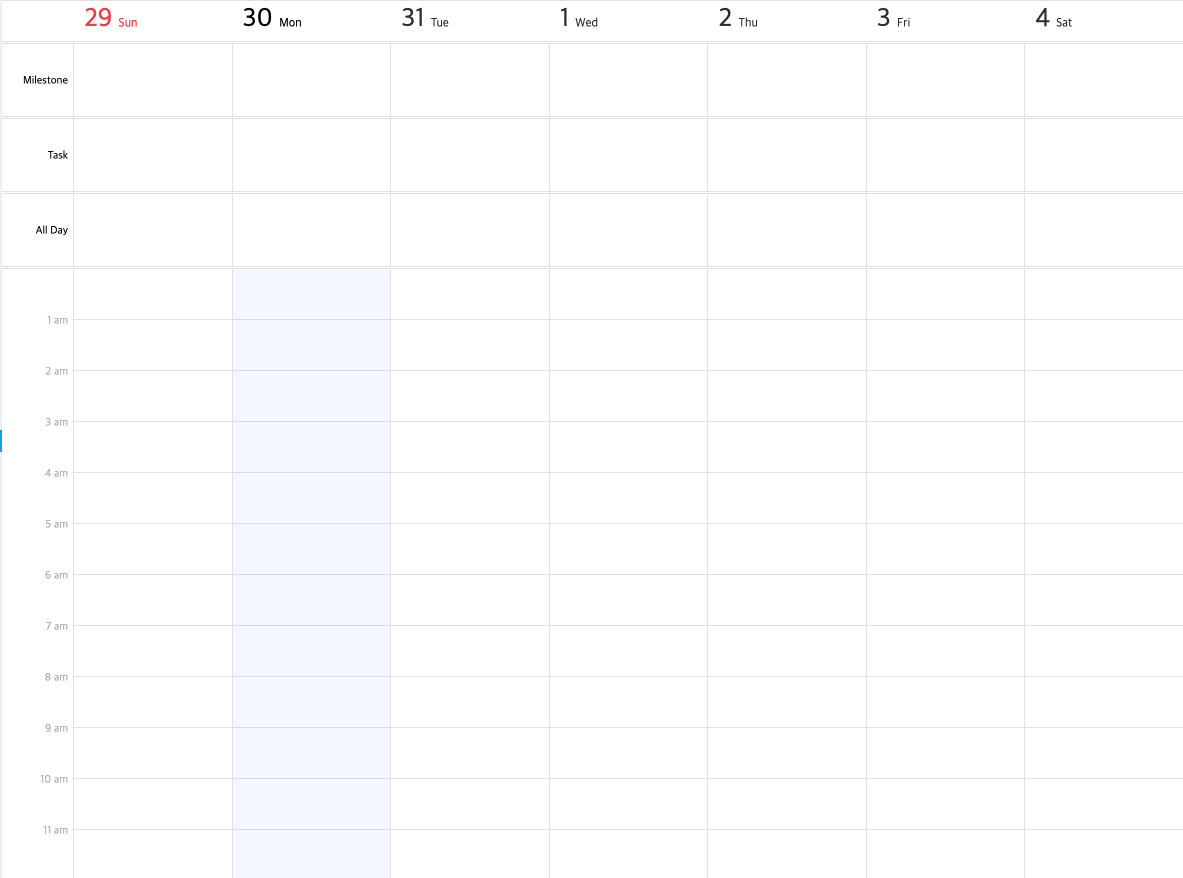 29 Sun 30 Mon 31 Tue 1 Wed 2 Thu 3 Fri 4 Sat
Milestone
Task
All Day
1 am
2 am
3 am
4 am
5 am
6 am
7 am
8 am
9 am
10 am
11 am